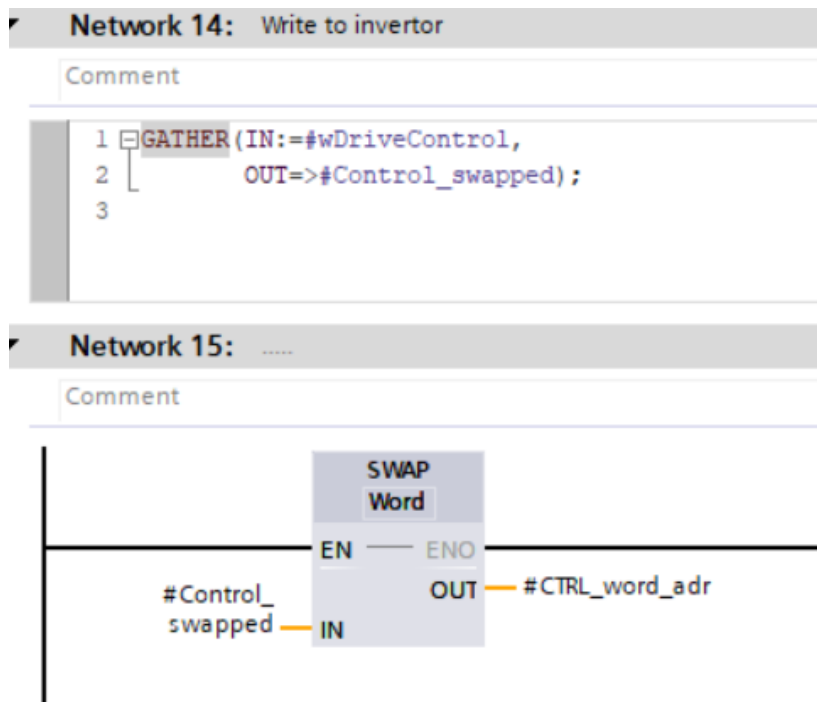 Network 14: Write to invertor
Comment
1 GATHER(IN:=#wDriveControl,
2 OUT=>#Control_swapped);
3
Network 15: .....
Comment
SWAP
Word
EN ENO
#Control_
swapped IN
OUT #CTRL_word_adr